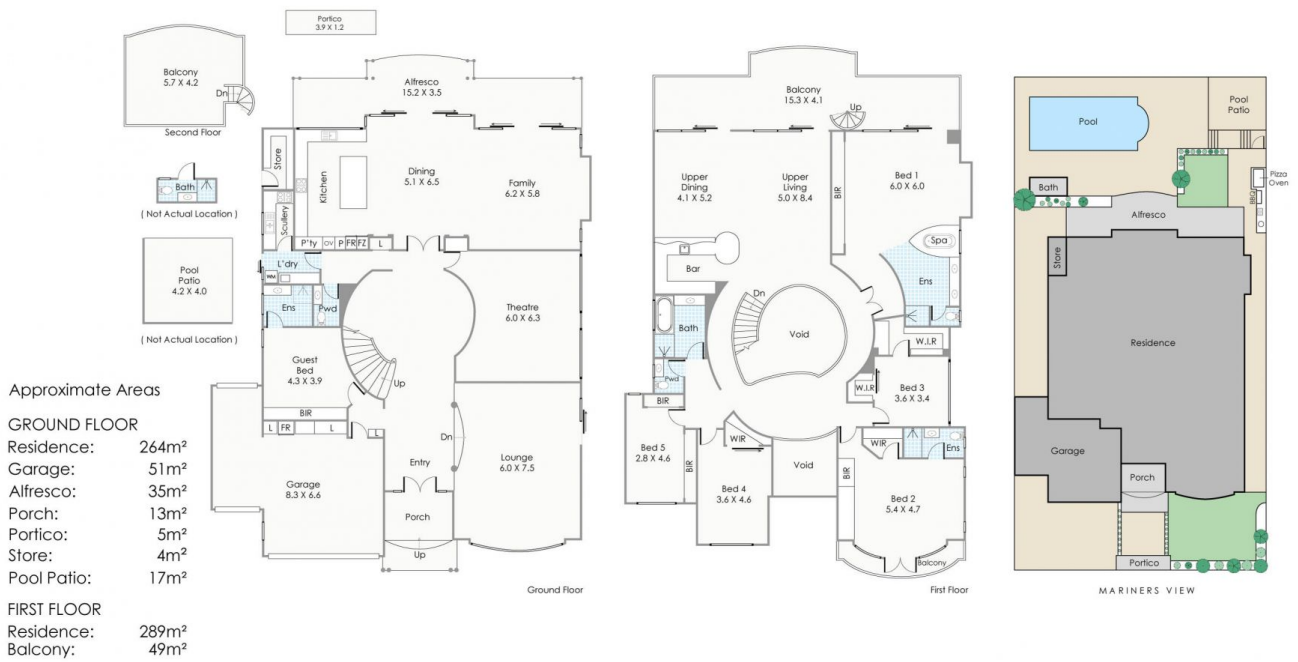 Portico
3.9 X 1.2
Balcony
5.7 X 4.2
Dn
Second Floor
Bath
( Not Actual Location )
Pool
Patio
4.2 X 4.0
( Not Actual Location )
Approximate Areas
GROUND FLOOR
Residence: 264m²
Garage: 51m²
Alfresco: 35m²
Porch: 13m²
Portico: 5m²
Store: 4m²
Pool Patio: 17m²
FIRST FLOOR
Residence: 289m²
Balcony: 49m²
Alfresco
15.2 X 3.5
Store
Kitchen
Dining
5.1 X 6.5
Family
6.2 X 5.8
Scullery
P'ty
OV
P
FR
FZ
L
L'dry
WM
Ens
Pwd
Theatre
6.0 X 6.3
Guest
Bed
4.3 X 3.9
Up
BIR
L
FR
L
L
Dn
Lounge
6.0 X 7.5
Entry
Garage
8.3 X 6.6
Porch
Up
Ground Floor
Balcony
15.3 X 4.1
Up
Upper
Dining
4.1 X 5.2
Upper
Living
5.0 X 8.4
BIR
Bed 1
6.0 X 6.0
Spa
Bar
Ens
Dn
Bath
Void
W.I.R
Pwd
W.I.R
Bed 3
3.6 X 3.4
BIR
WIR
WIR
Ens
Bed 5
2.8 X 4.6
BIR
Void
BIR
Bed 4
3.6 X 4.6
Bed 2
5.4 X 4.7
Balcony
First Floor
Pool
Patio
Pool
Pizza
Oven
Bath
BBQ
Alfresco
Store
Residence
Garage
Porch
Portico
MARINERS VIEW